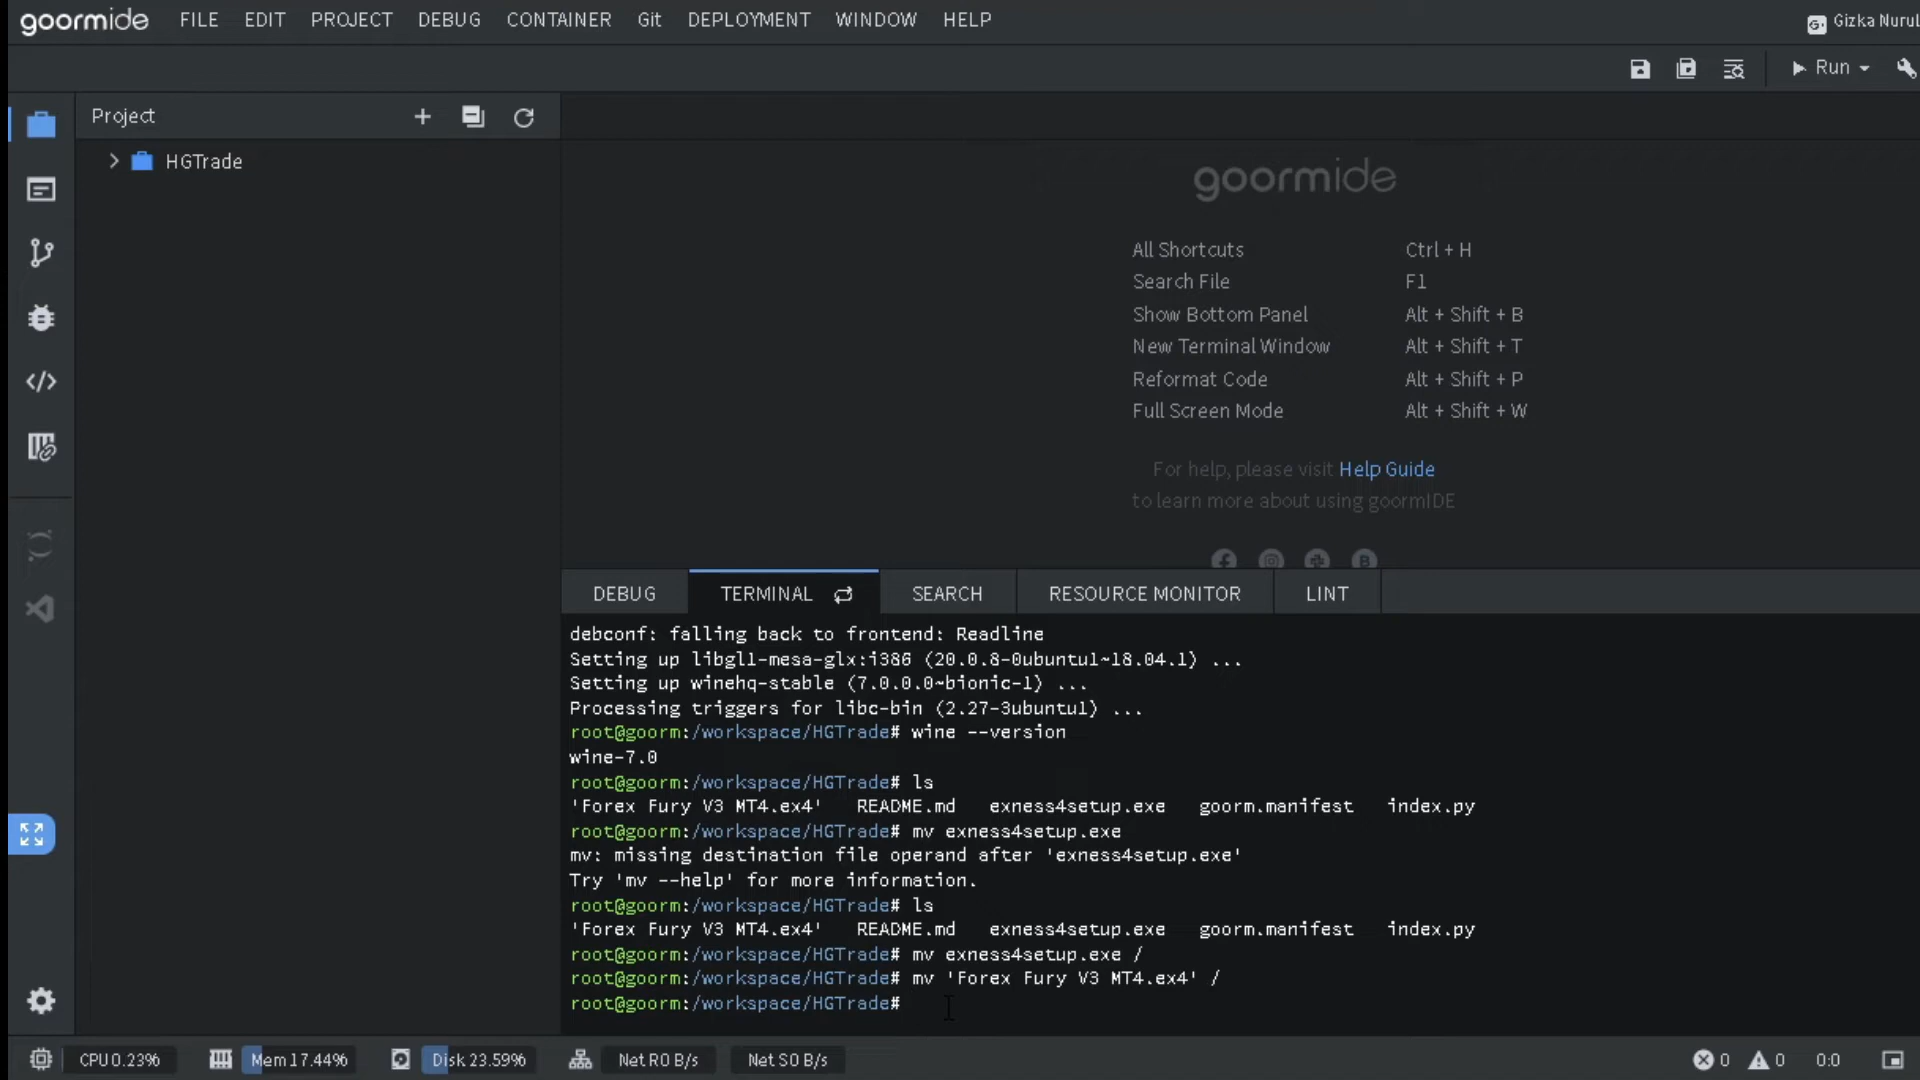 goormide FILE EDIT PROJECT DEBUG CONTAINER Git DEPLOYMENT WINDOW HELP Gizka Nurul
Run
Project
HGTrade
goormide
All Shortcuts Ctrl + H
Search File F1
Show Bottom Panel Alt + Shift + B
New Terminal Window Alt + Shift + T
Reformat Code Alt + Shift + P
Full Screen Mode Alt + Shift + W
For help, please visit Help Guide
to learn more about using goormIDE
DEBUG TERMINAL SEARCH RESOURCE MONITOR LINT
debconf: falling back to frontend: Readline
Setting up libgl1-mesa-glx:i386 (20.0.8-0ubuntu1~18.04.1) ...
Setting up winehq-stable (7.0.0.0~bionic-1) ...
Processing triggers for libc-bin (2.27-3ubuntu1) ...
root@goorm:/workspace/HGTrade# wine --version
wine-7.0
root@goorm:/workspace/HGTrade# ls
'Forex Fury V3 MT4.ex4' README.md exness4setup.exe goorm.manifest index.py
root@goorm:/workspace/HGTrade# mv exness4setup.exe
mv: missing destination file operand after 'exness4setup.exe'
Try 'mv --help' for more information.
root@goorm:/workspace/HGTrade# ls
'Forex Fury V3 MT4.ex4' README.md exness4setup.exe goorm.manifest index.py
root@goorm:/workspace/HGTrade# mv exness4setup.exe /
root@goorm:/workspace/HGTrade# mv 'Forex Fury V3 MT4.ex4' /
root@goorm:/workspace/HGTrade#
CPU 0.23% Mem 17.44% Disk 23.59% Net R0 B/s Net S0 B/s 0 0 0:0